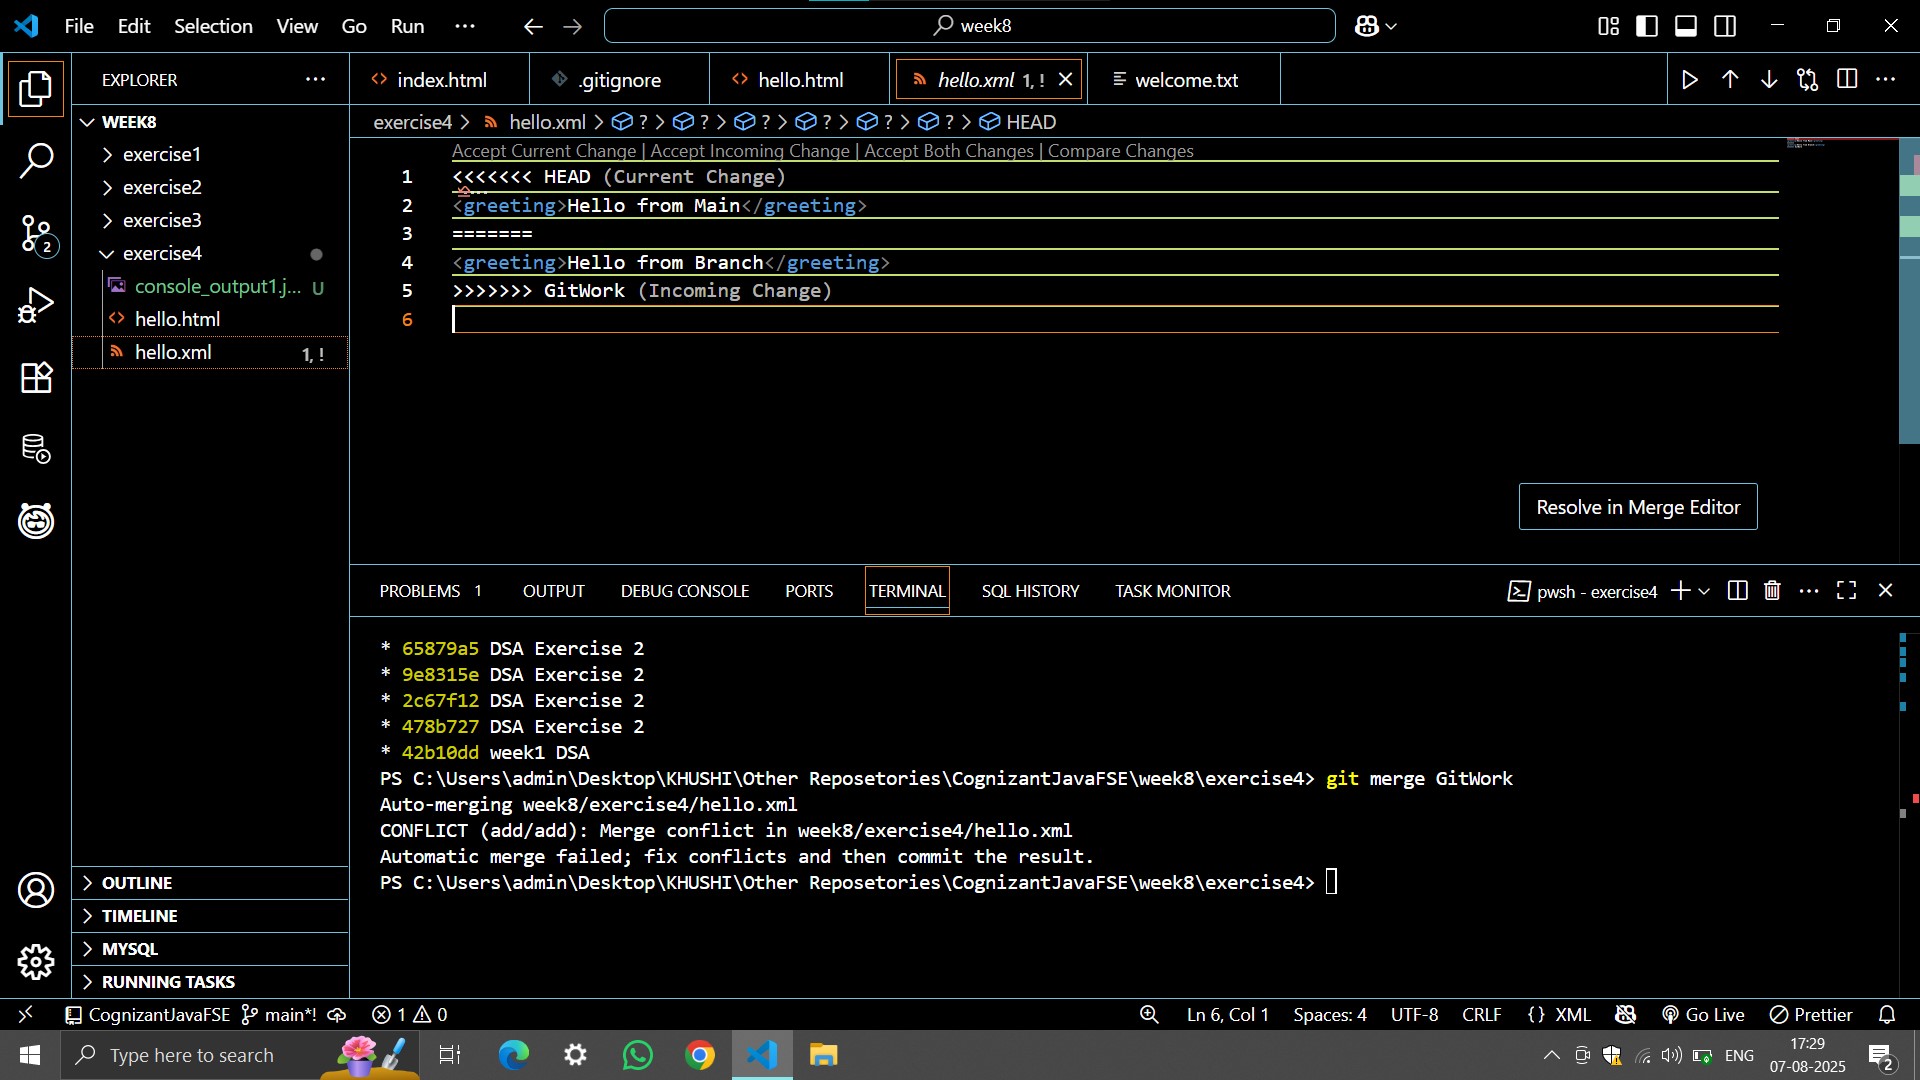 File Edit Selection View Go Run ··· week8
EXPLORER ···
WEEK8
exercise1
exercise2
exercise3
exercise4
console_output1.j... U
hello.html
hello.xml 1, !
OUTLINE
TIMELINE
MYSQL
RUNNING TASKS
index.html .gitignore hello.html hello.xml 1, ! welcome.txt
exercise4 > hello.xml > ? > ? > ? > ? > ? > ? > HEAD
Accept Current Change | Accept Incoming Change | Accept Both Changes | Compare Changes
1 <<<<<<< HEAD (Current Change)
2 <greeting>Hello from Main</greeting>
3 =======
4 <greeting>Hello from Branch</greeting>
5 >>>>>>> GitWork (Incoming Change)
6
Resolve in Merge Editor
PROBLEMS 1 OUTPUT DEBUG CONSOLE PORTS TERMINAL SQL HISTORY TASK MONITOR pwsh - exercise4
* 65879a5 DSA Exercise 2
* 9e8315e DSA Exercise 2
* 2c67f12 DSA Exercise 2
* 478b727 DSA Exercise 2
* 42b10dd week1 DSA
PS C:\Users\admin\Desktop\KHUSHI\Other Reposetories\CognizantJavaFSE\week8\exercise4> git merge GitWork
Auto-merging week8/exercise4/hello.xml
CONFLICT (add/add): Merge conflict in week8/exercise4/hello.xml
Automatic merge failed; fix conflicts and then commit the result.
PS C:\Users\admin\Desktop\KHUSHI\Other Reposetories\CognizantJavaFSE\week8\exercise4>
2
CognizantJavaFSE main*! 1 0 Ln 6, Col 1 Spaces: 4 UTF-8 CRLF {} XML Go Live Prettier
Type here to search ENG 17:29
07-08-2025
2